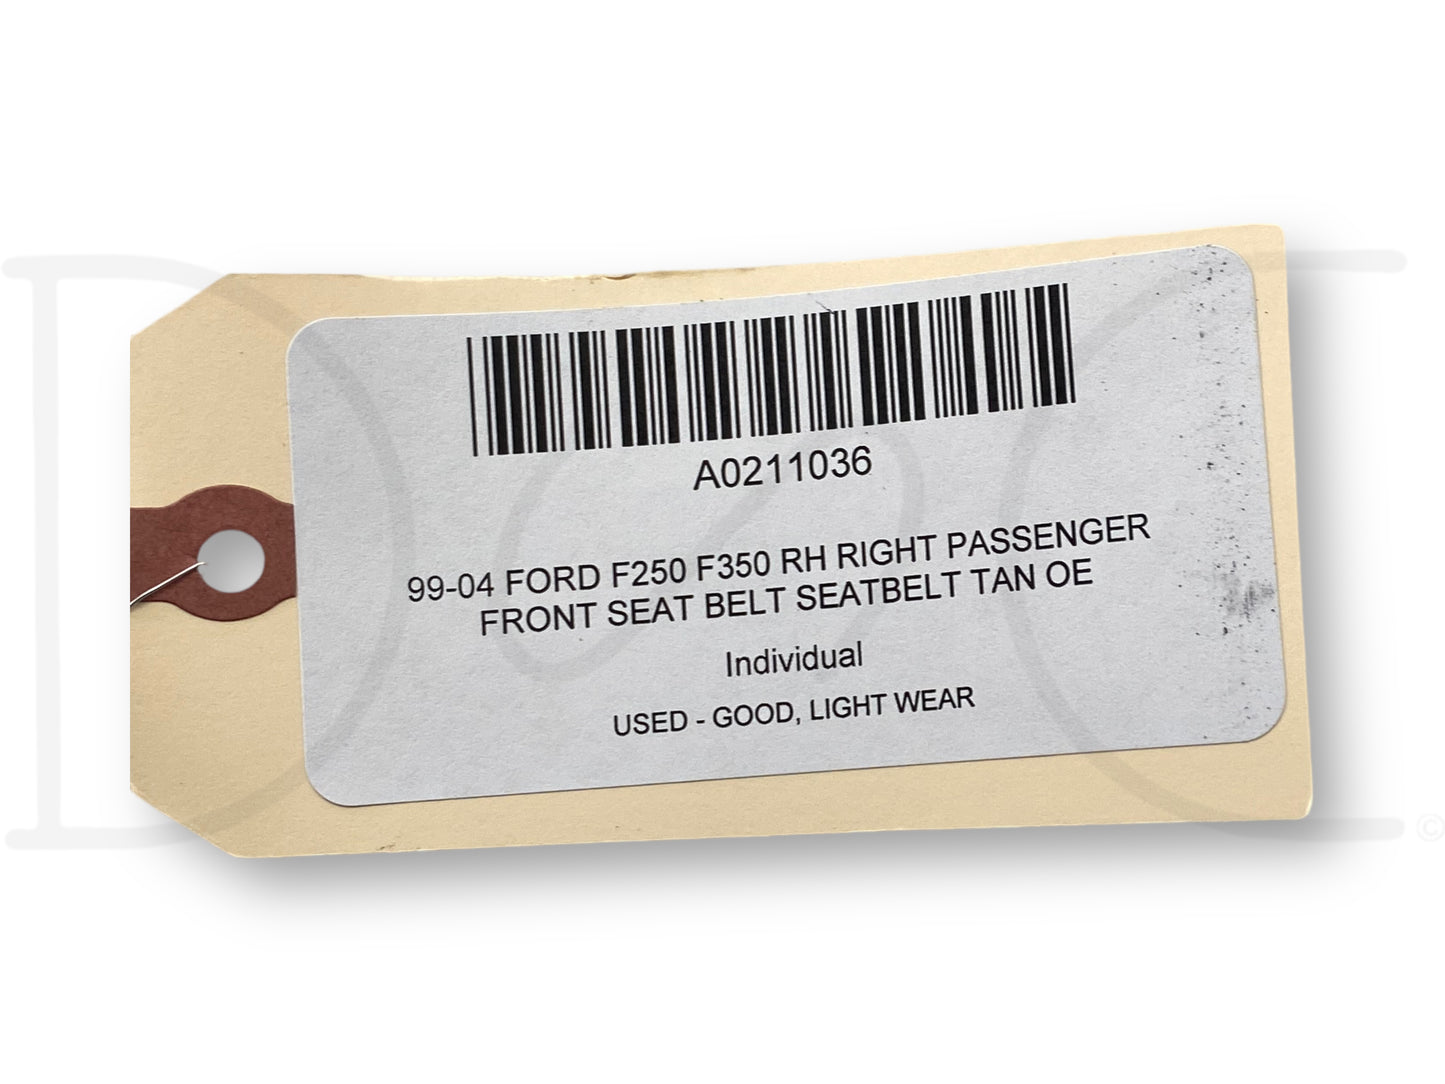 A0211036
99-04 FORD F250 F350 RH RIGHT PASSENGER
FRONT SEAT BELT SEATBELT TAN OE
Individual
USED - GOOD, LIGHT WEAR
©